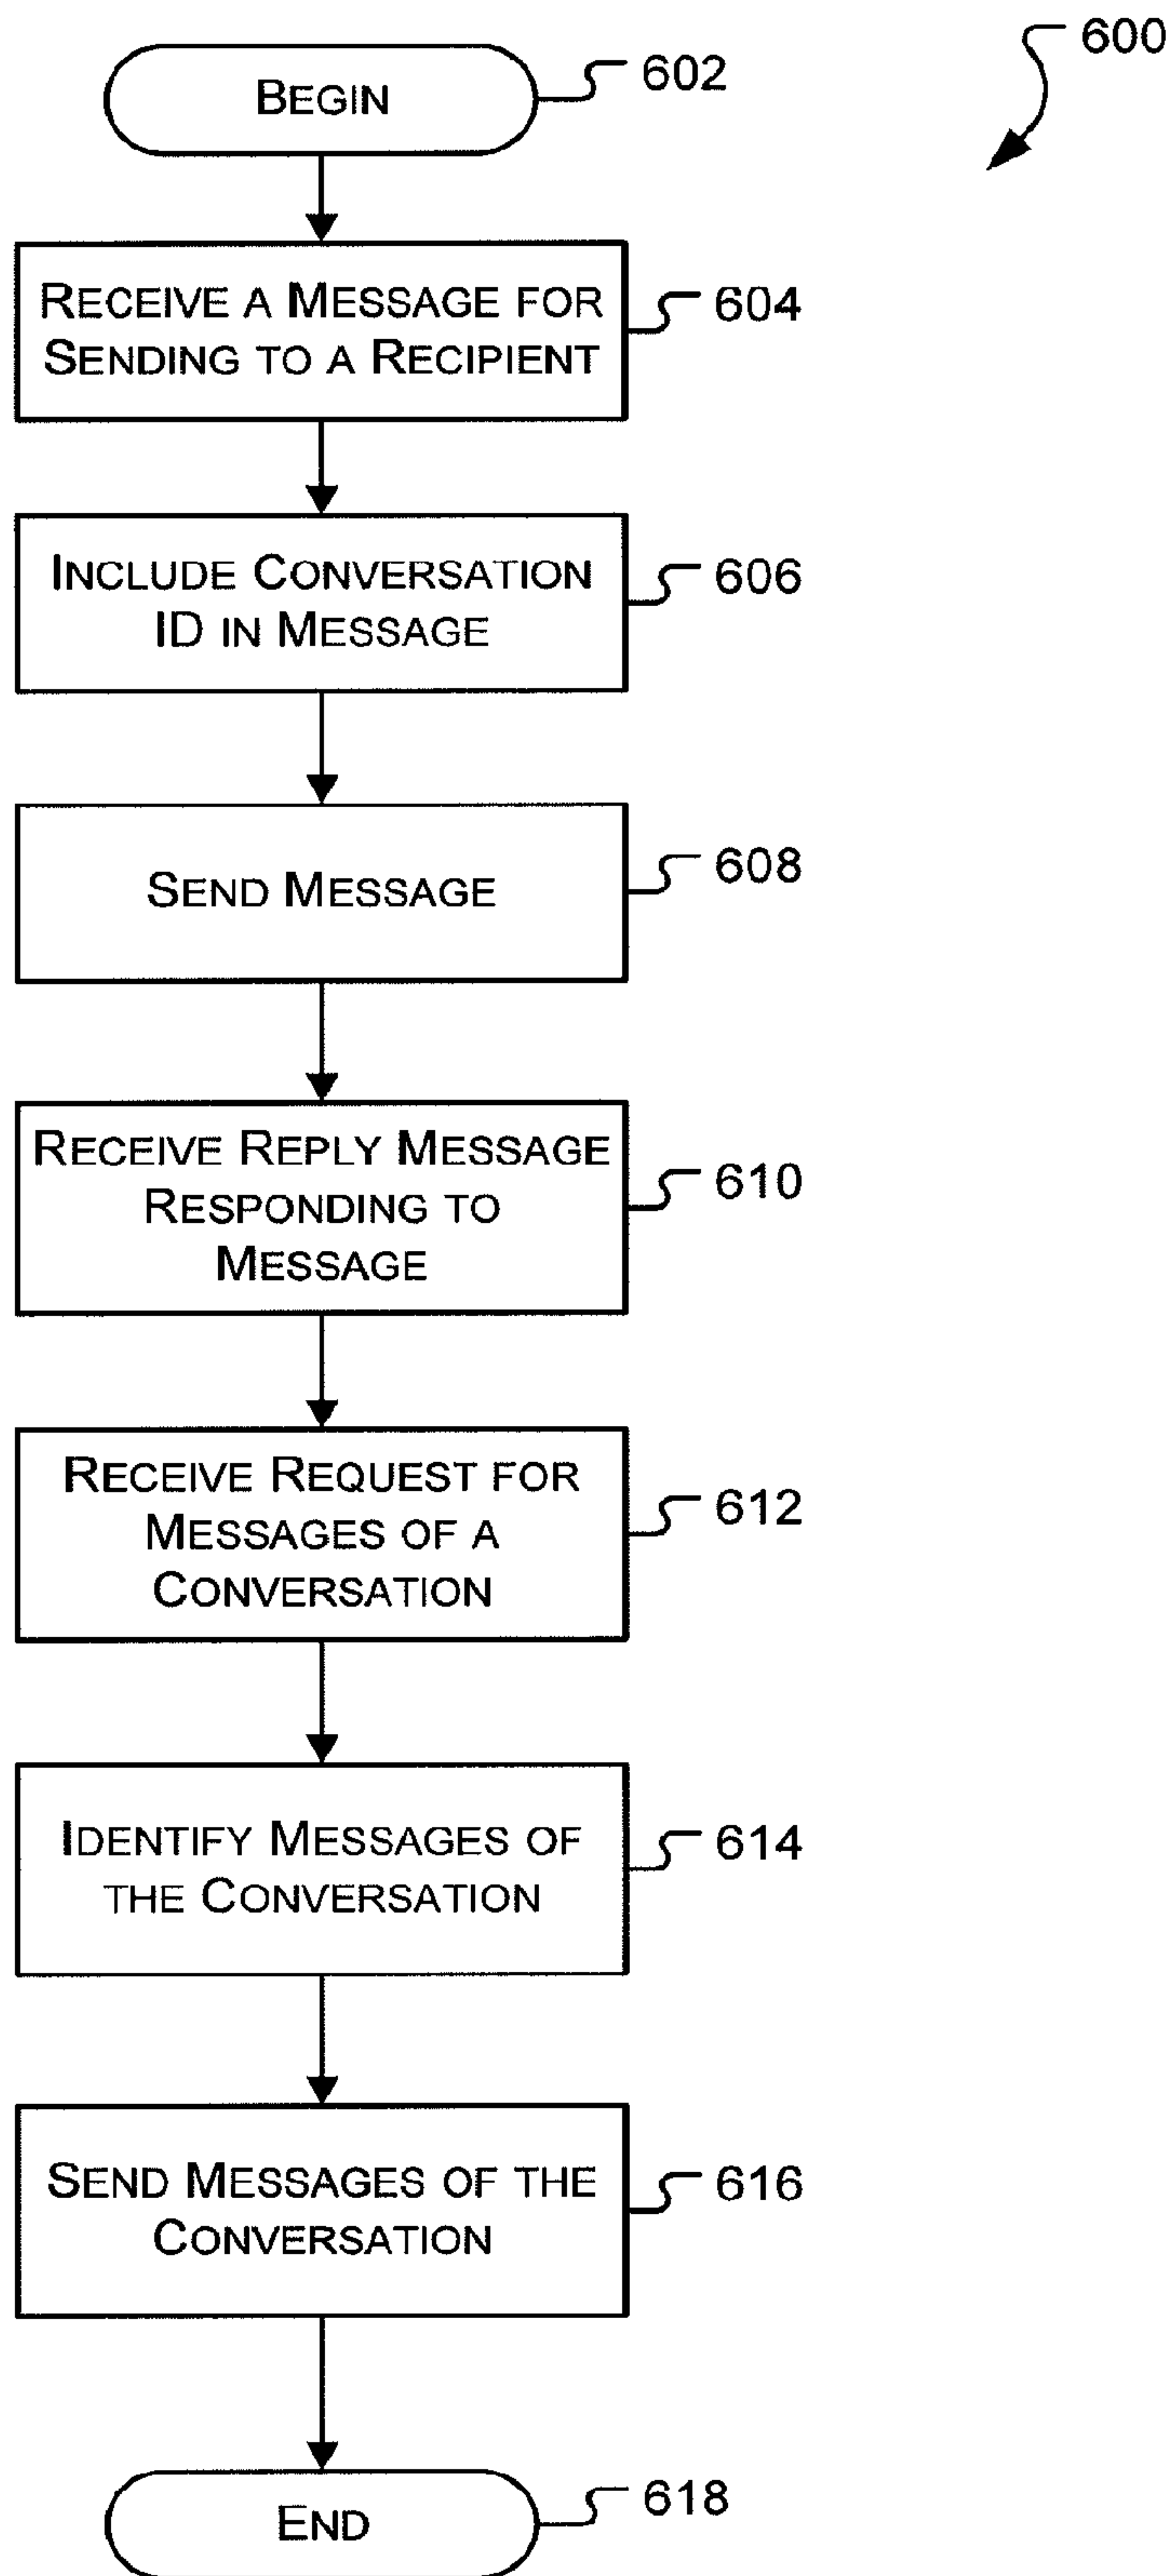 600
BEGIN
602
RECEIVE A MESSAGE FOR
SENDING TO A RECIPIENT
604
INCLUDE CONVERSATION
ID IN MESSAGE
606
SEND MESSAGE
608
RECEIVE REPLY MESSAGE
RESPONDING TO
MESSAGE
610
RECEIVE REQUEST FOR
MESSAGES OF A
CONVERSATION
612
IDENTIFY MESSAGES OF
THE CONVERSATION
614
SEND MESSAGES OF THE
CONVERSATION
616
END
618